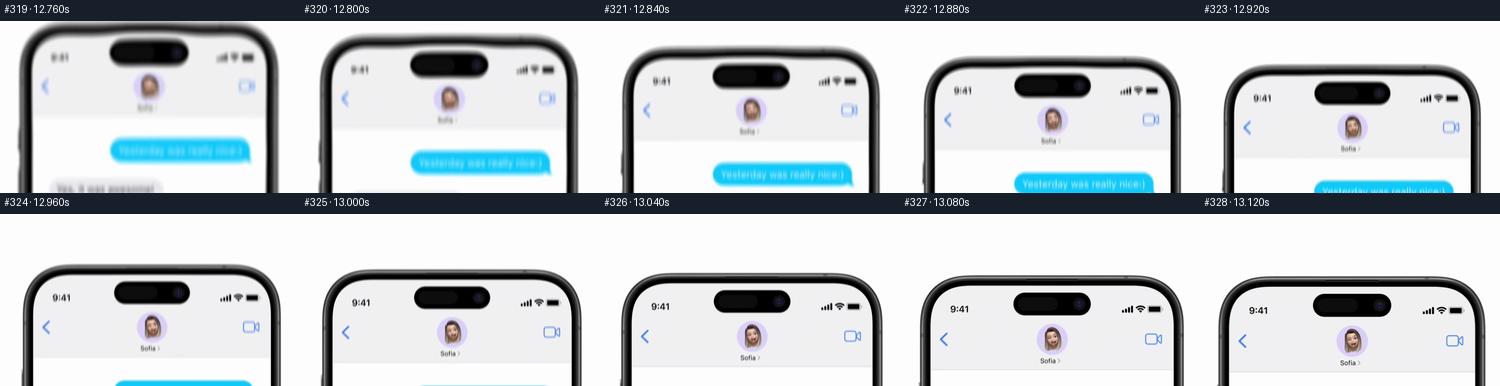 #319 · 12.760s
#320 · 12.800s
#321 · 12.840s
#322 · 12.880s
#323 · 12.920s
9:41
Sofia
Yesterday was really nice:)
Yes, it was awesome!
9:41
Sofia
Yesterday was really nice:)
9:41
Sofia
Yesterday was really nice:)
9:41
Sofia >
Yesterday was really nice:)
9:41
Sofia >
Yesterday was really nice:)
#324 · 12.960s
#325 · 13.000s
#326 · 13.040s
#327 · 13.080s
#328 · 13.120s
9:41
Sofia >
9:41
Sofia >
9:41
Sofia >
9:41
Sofia >
9:41
Sofia >